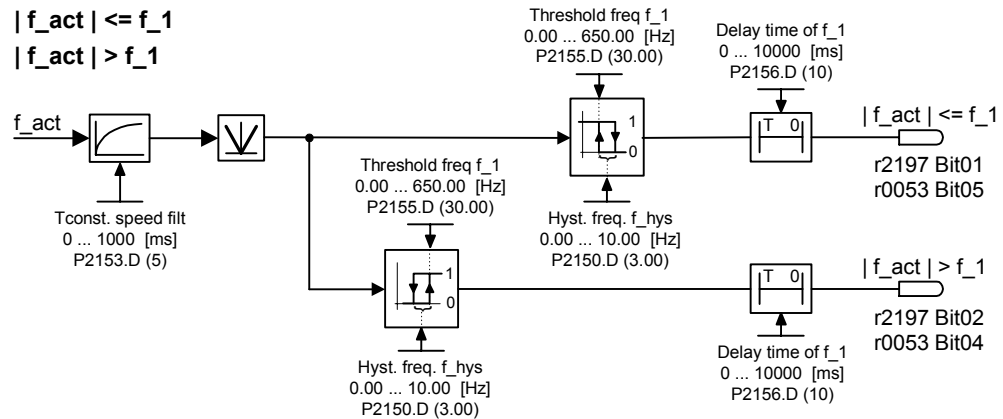 | f_act | <= f_1
| f_act | > f_1
Threshold freq f_1
0.00 ... 650.00 [Hz]
P2155.D (30.00)
Delay time of f_1
0 ... 10000 [ms]
P2156.D (10)
f_act
1
0
T 0
| f_act | <= f_1
r2197 Bit01
r0053 Bit05
Tconst. speed filt
0 ... 1000 [ms]
P2153.D (5)
Threshold freq f_1
0.00 ... 650.00 [Hz]
P2155.D (30.00)
Hyst. freq. f_hys
0.00 ... 10.00 [Hz]
P2150.D (3.00)
1
0
T 0
| f_act | > f_1
r2197 Bit02
r0053 Bit04
Hyst. freq. f_hys
0.00 ... 10.00 [Hz]
P2150.D (3.00)
Delay time of f_1
0 ... 10000 [ms]
P2156.D (10)